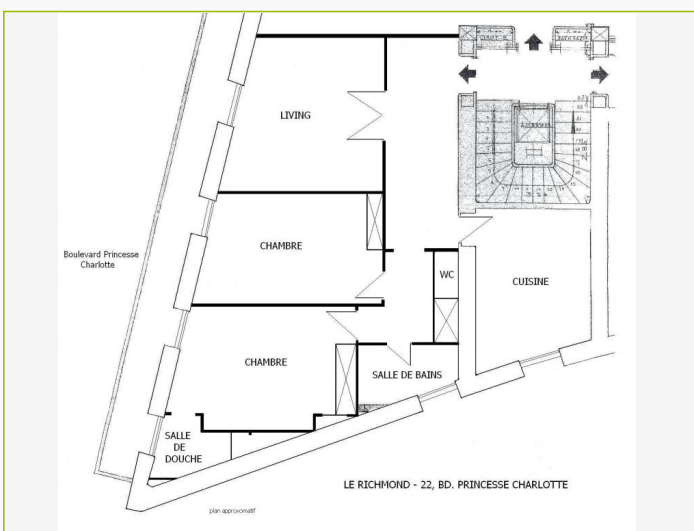 LIVING
Boulevard Princesse
Charlotte
CHAMBRE
WC
CUISINE
CHAMBRE
SALLE DE BAINS
SALLE
DE
DOUCHE
LE RICHMOND - 22, BD. PRINCESSE CHARLOTTE
plan approximatif